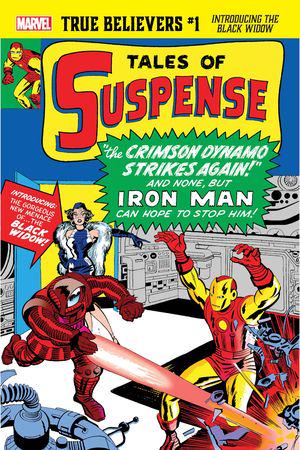 MARVEL
TRUE BELIEVERS #1
INTRODUCING THE
BLACK WIDOW
TALES OF
SUSPENSE
"the CRIMSON DYNAMO
STRIKES AGAIN!"
AND NONE, BUT
IRON MAN
CAN HOPE TO STOP HIM!
INTRODUCING:
THE GORGEOUS
NEW MENACE
OF...THE
BLACK
WIDOW!